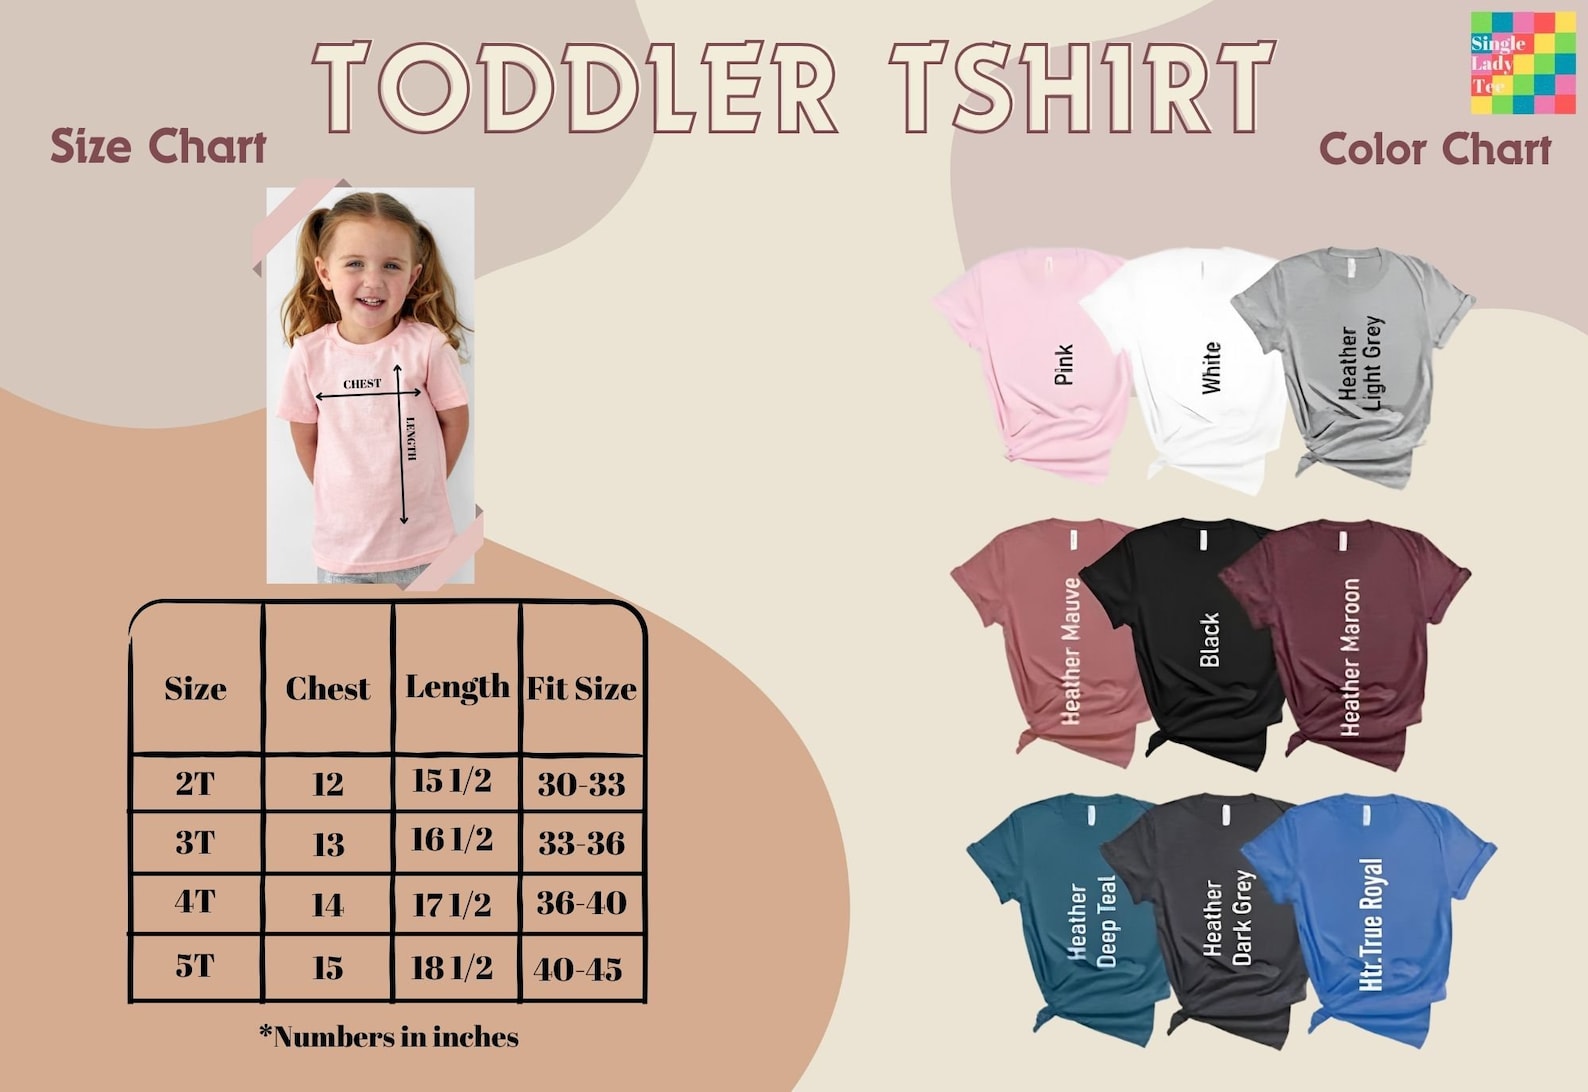 TODDLER TSHIRT
Single
Lady
Tee
Size Chart
Color Chart
CHEST
LENGTH
Size Chest Length Fit Size
2T 12 15 1/2 30-33
3T 13 16 1/2 33-36
4T 14 17 1/2 36-40
5T 15 18 1/2 40-45
*Numbers in inches
Pink
White
Heather
Light Grey
Heather Mauve
Black
Heather Maroon
Heather
Deep Teal
Heather
Dark Grey
Htr.True Royal